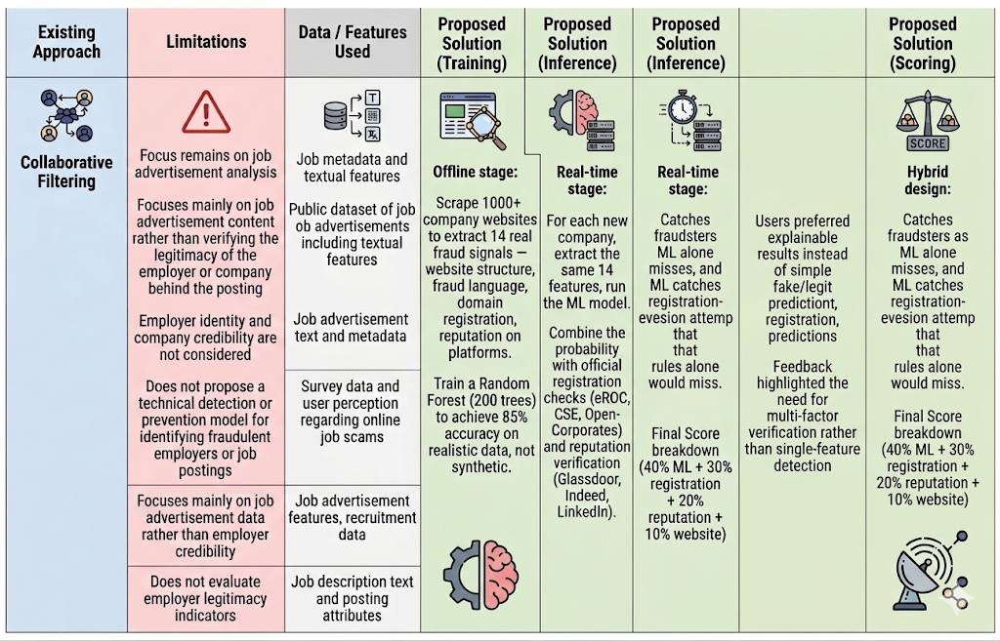 Existing
Approach
Limitations
Data / Features
Used
Proposed
Solution
(Training)
Proposed
Solution
(Inference)
Proposed
Solution
(Inference)
Proposed
Solution
(Scoring)
Collaborative
Filtering
Focus remains on job
advertisement analysis
Focuses mainly on job
advertisement content
rather than verifying the
legitimacy of the
employer or company
behind the posting
Employer identity and
company credibility are
not considered
Does not propose a
technical detection or
prevention model for
identifying fraudulent
employers or job
postings
Focuses mainly on job
advertisement data
rather than employer
credibility
Does not evaluate
employer legitimacy
indicators
T
Job metadata and
textual features
Public dataset of job
ob advertisements
including textual
features
Job advertisement
text and metadata
Survey data and
user perception
regarding online
job scams
Job advertisement
features, recruitment
data
Job description text
and posting
attributes
Offline stage:
Scrape 1000+
company websites
to extract 14 real
fraud signals —
website structure,
fraud language,
domain
registration,
reputation on
platforms.
Train a Random
Forest (200 trees)
to achieve 85%
accuracy on
realistic data, not
synthetic.
Real-time
stage:
For each new
company,
extract the
same 14
features, run
the ML model.
Combine the
probability
with official
registration
checks (eROC,
CSE, Open-
Corporates)
and reputation
verification
(Glassdoor,
Indeed,
LinkedIn).
Real-time
stage:
Catches
fraudsters
ML alone
misses, and
ML catches
registration-
evesion attemp
that
that
rules alone
would miss.
Final Score
breakdown
(40% ML + 30%
registration
+ 20%
reputation +
10% website)
Users preferred
explainable
results instead
of simple
fake/legit
predictiont,
registration,
predictions
Feedback
highlighted the
need for
multi-factor
verification rather
than single-feature
detection
SCORE
Hybrid
design:
Catches
fraudsters as
ML alone
misses, and
ML catches
registration-
evesion attemp
that
that
rules alone
would miss.
Final Score
breakdown
(40% ML + 30%
registration +
20% reputation +
10% website)